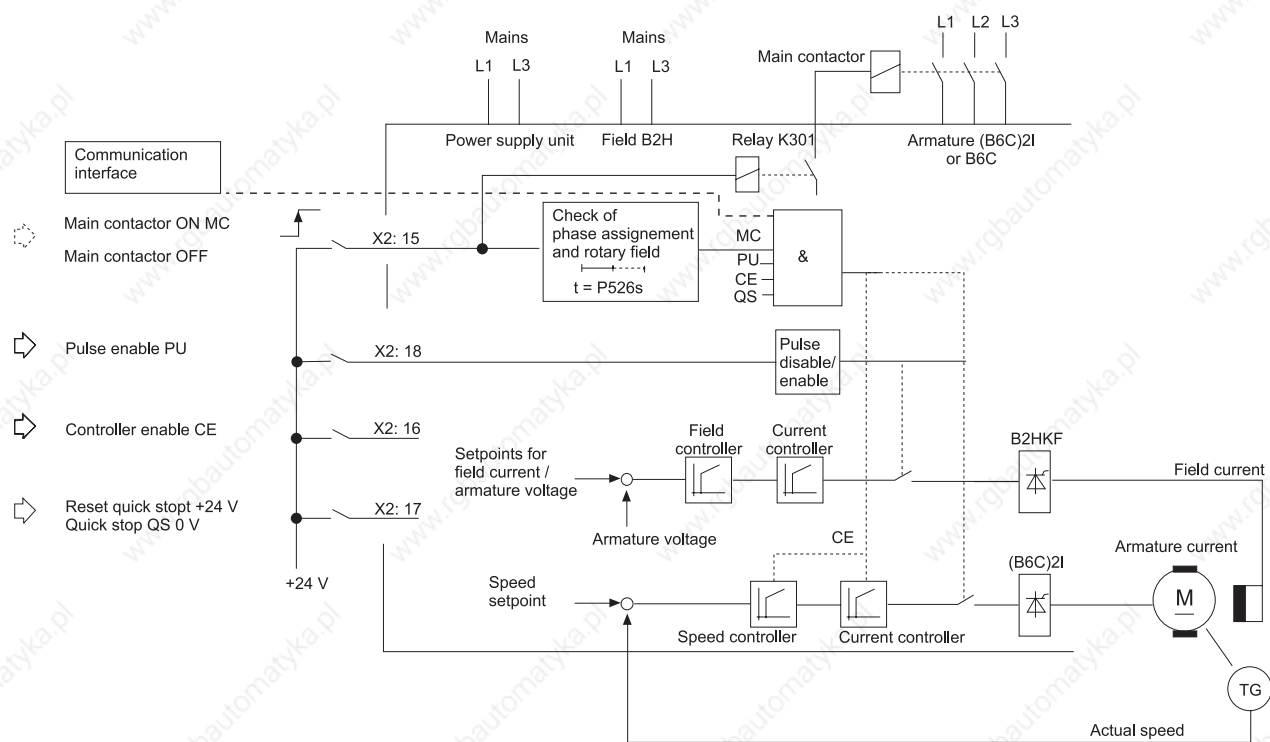 L1 L2 L3
Mains Mains
Main contactor
L1 L3 L1 L3
Power supply unit Field B2H Relay K301 Armature (B6C)2I
or B6C
Communication
interface
Main contactor ON MC
Main contactor OFF
X2: 15
Check of
phase assignement
and rotary field
t = P526s
MC
PU
CE
QS
&
Pulse enable PU
X2: 18
Pulse
disable/
enable
Controller enable CE
X2: 16
Setpoints for
field current /
armature voltage
Field
controller
Current
controller
B2HKF
Field current
Reset quick stopt +24 V
Quick stop QS 0 V
X2: 17
Armature voltage
CE
Armature current
+24 V
Speed
setpoint
(B6C)2I
M
Speed controller
Current controller
TG
Actual speed
www.rgbautomatyka.pl